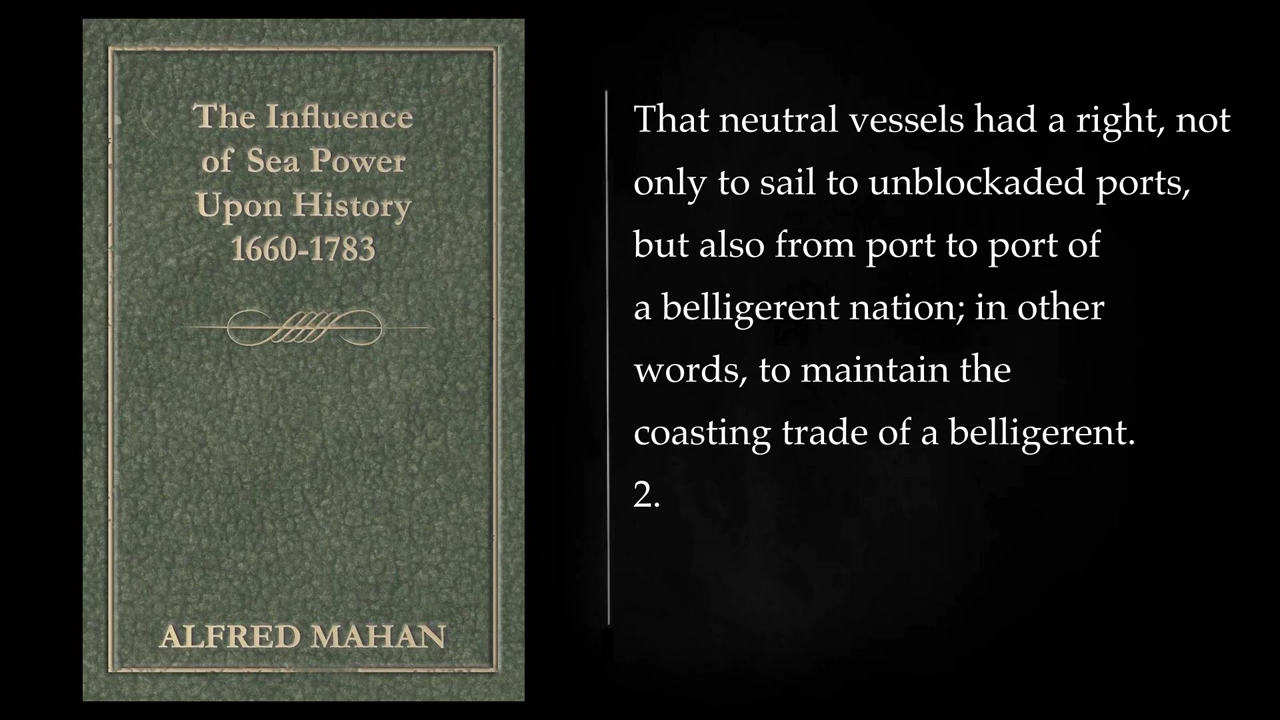 The Influence
of Sea Power
Upon History
1660-1783
ALFRED MAHAN
That neutral vessels had a right, not
only to sail to unblockaded ports,
but also from port to port of
a belligerent nation; in other
words, to maintain the
coasting trade of a belligerent.
2.